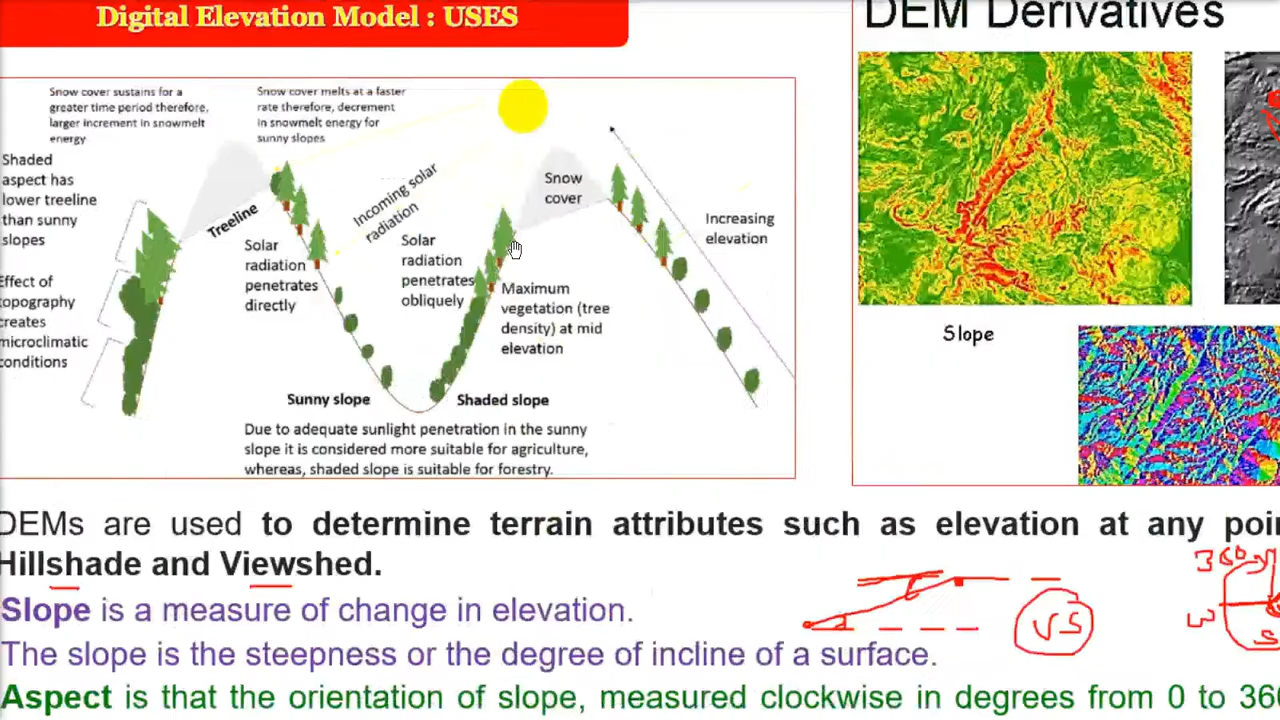 Digital Elevation Model : USES
DEM Derivatives
Snow cover sustains for a
greater time period therefore,
larger increment in snowmelt
energy
Snow cover melts at a faster
rate therefore, decrement
in snowmelt energy for
sunny slopes
Shaded
aspect has
lower treeline
than sunny
slopes
Effect of
topography
creates
microclimatic
conditions
Treeline
Incoming solar
radiation
Solar
radiation
penetrates
directly
Solar
radiation
penetrates
obliquely
Snow
cover
Increasing
elevation
Maximum
vegetation (tree
density) at mid
elevation
Sunny slope
Shaded slope
Due to adequate sunlight penetration in the sunny
slope it is considered more suitable for agriculture,
whereas, shaded slope is suitable for forestry.
Slope
DEMs are used to determine terrain attributes such as elevation at any poi
Hillshade and Viewshed.
Slope is a measure of change in elevation.
The slope is the steepness or the degree of incline of a surface.
VS
360
W
S
Aspect is that the orientation of slope, measured clockwise in degrees from 0 to 360